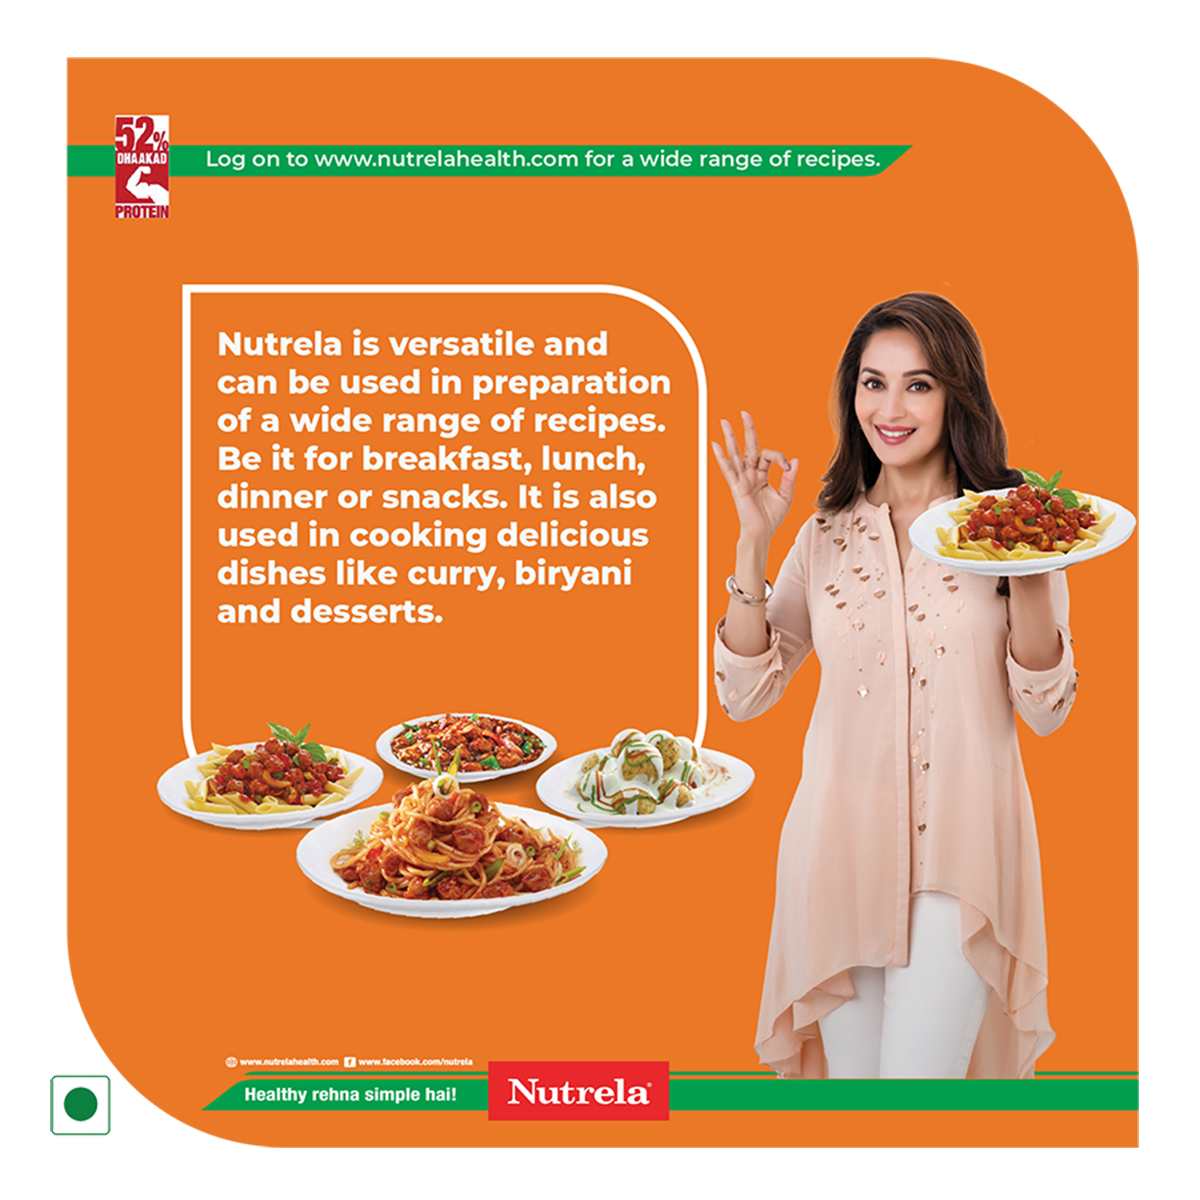 52%
DHAAKAD
PROTEIN
Log on to www.nutrelahealth.com for a wide range of recipes.
Nutrela is versatile and
can be used in preparation
of a wide range of recipes.
Be it for breakfast, lunch,
dinner or snacks. It is also
used in cooking delicious
dishes like curry, biryani
and desserts.
www.nutrelahealth.com f www.facebook.com/nutrela
Healthy rehna simple hai!
Nutrela®